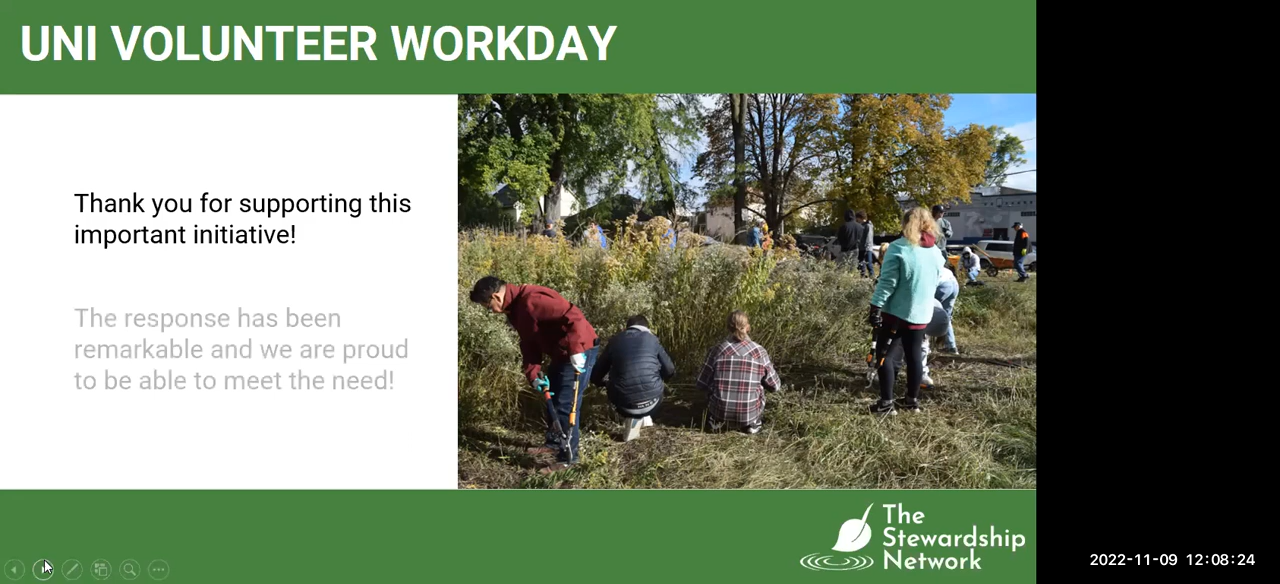 UNI VOLUNTEER WORKDAY
Thank you for supporting this
important initiative!
The response has been
remarkable and we are proud
to be able to meet the need!
The
Stewardship
Network
2022-11-09 12:08:24